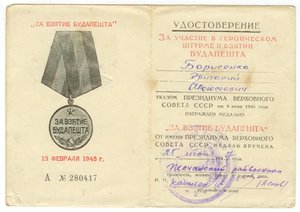 "ЗА ВЗЯТИЕ БУДАПЕШТА"
ЗА ВЗЯТИЕ
БУДАПЕШТА
13 ФЕВРАЛЯ 1945 г.
А № 280417
УДОСТОВЕРЕНИЕ
ЗА УЧАСТИЕ В ГЕРОИЧЕСКОМ
ШТУРМЕ И ВЗЯТИИ
БУДАПЕШТА
Борисенко
Григорий
УКАЗОМ ПРЕЗИДИУМА ВЕРХОВНОГО
СОВЕТА СССР от 9 июня 1945 года
НАГРАЖДЕН МЕДАЛЬЮ
"ЗА ВЗЯТИЕ БУДАПЕШТА"
От имени ПРЕЗИДИУМА ВЕРХОВНОГО
СОВЕТА СССР МЕДАЛЬ ВРУЧЕНА
М. П.